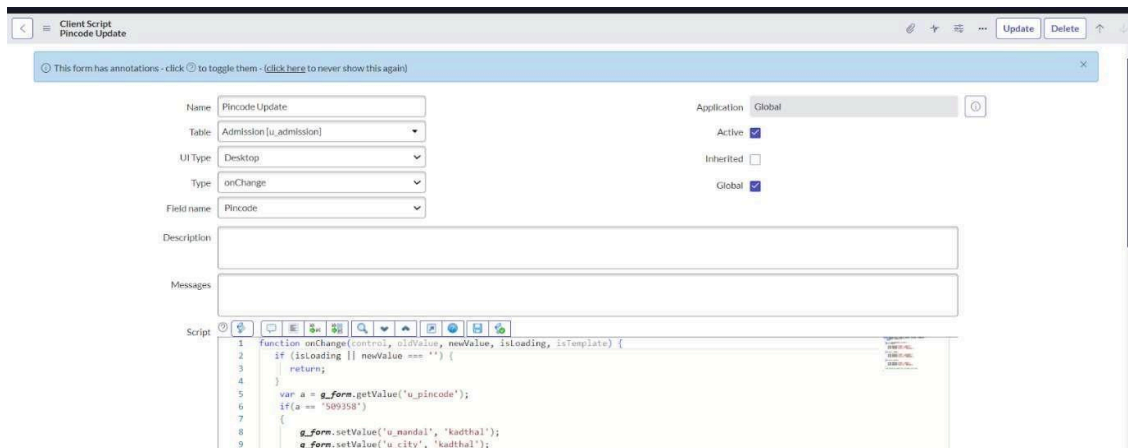 Client Script
Pincode Update
Update Delete
This form has annotations - click ? to toggle them - (click here to never show this again)
Name Pincode Update
Application Global
Table Admission [u_admission]
Active
UI Type Desktop
Inherited
Type onChange
Global
Field name Pincode
Description
Messages
Script
1 function onChange(control, oldValue, newValue, isLoading, isTemplate) {
2 if (isLoading || newValue === '') {
3 return;
4 }
5 var a = g_form.getValue('u_pincode');
6 if(a == '509358')
7 {
8 g_form.setValue('u_mandal', 'kadthal');
9 g_form.setValue('u_city', 'kadthal');